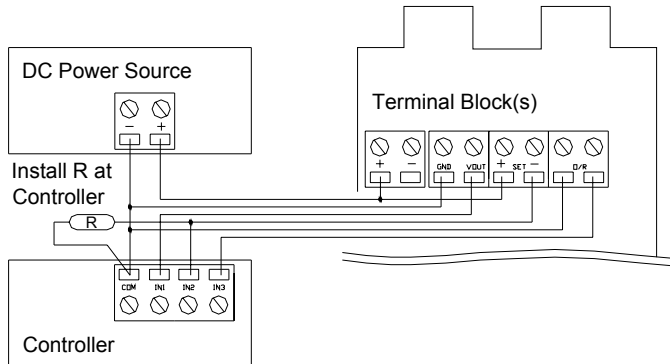 DC Power Source
− +
Terminal Block(s)
+ − GND VOUT + SET − O/R
Install R at
Controller
R
COM IN1 IN2 IN3
Controller